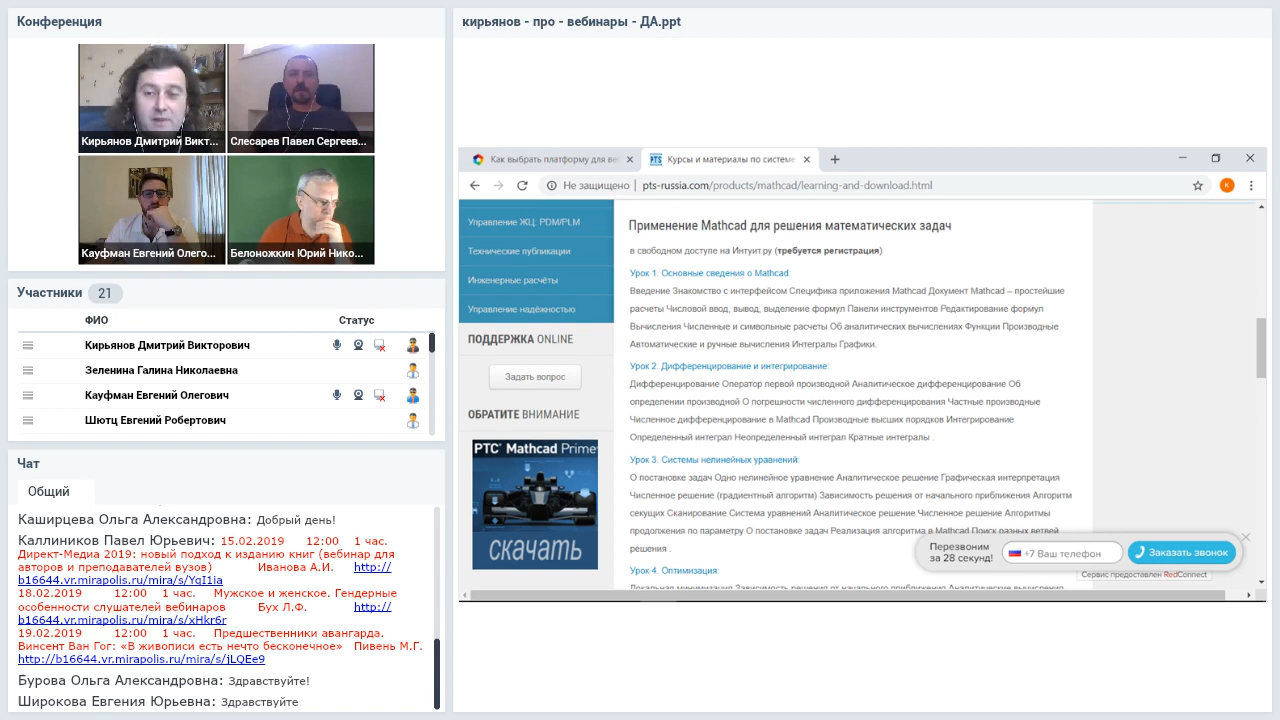 Конференция
Кирьянов Дмитрий Викт...
Слесарев Павел Сергеев...
Кауфман Евгений Олего...
Белоножкин Юрий Нико...
Участники 21
ФИО Статус
Кирьянов Дмитрий Викторович
Зеленина Галина Николаевна
Кауфман Евгений Олегович
Шютц Евгений Робертович
Чат
Общий
Каширцева Ольга Александровна: Добрый день!
Каллиников Павел Юрьевич: 15.02.2019 12:00 1 час.
Директ-Медиа 2019: новый подход к изданию книг (вебинар для
авторов и преподавателей вузов) Иванова А.И. http://
b16644.vr.mirapolis.ru/mira/s/YqI1ia
18.02.2019 12:00 1 час. Мужское и женское. Гендерные
особенности слушателей вебинаров Бух Л.Ф. http://
b16644.vr.mirapolis.ru/mira/s/xHkr6r
19.02.2019 12:00 1 час. Предшественники авангарда.
Винсент Ван Гог: «В живописи есть нечто бесконечное» Пивень М.Г.
http://b16644.vr.mirapolis.ru/mira/s/jLQEe9
Бурова Ольга Александровна: Здравствуйте!
Широкова Евгения Юрьевна: Здравствуйте
кирьянов - про - вебинары - ДА.ppt
Как выбрать платформу для ве
PTS Курсы и материалы по системе
Не защищено | pts-russia.com/products/mathcad/learning-and-download.html
K
Управление ЖЦ: PDM/PLM
Технические публикации
Инженерные расчёты
Управление надёжностью
ПОДДЕРЖКА ONLINE
Задать вопрос
ОБРАТИТЕ ВНИМАНИЕ
PTC Mathcad Prime
скачать
Применение Mathcad для решения математических задач
в свободном доступе на Интуит.ру (требуется регистрация)
Урок 1. Основные сведения о Mathcad:
Введение Знакомство с интерфейсом Специфика приложения Mathcad Документ Mathcad – простейшие
расчеты Числовой ввод, вывод, выделение формул Панели инструментов Редактирование формул
Вычисления Численные и символьные расчеты Об аналитических вычислениях Функции Производные
Автоматические и ручные вычисления Интегралы Графики.
Урок 2. Дифференцирование и интегрирование:
Дифференцирование Оператор первой производной Аналитическое дифференцирование Об
определении производной О погрешности численного дифференцирования Частные производные
Численное дифференцирование в Mathcad Производные высших порядков Интегрирование
Определенный интеграл Неопределенный интеграл Кратные интегралы .
Урок 3. Системы нелинейных уравнений:
О постановке задач Одно нелинейное уравнение Аналитическое решение Графическая интерпретация
Численное решение (градиентный алгоритм) Зависимость решения от начального приближения Алгоритм
секущих Сканирование Система уравнений Аналитическое решение Численное решение Алгоритмы
продолжения по параметру О постановке задач Реализация алгоритма в Mathcad Поиск разных ветвей
решения .
Урок 4. Оптимизация:
Локальная минимизация Зависимость решения от начального приближения Аналитические вычисления
Перезвоним
за 28 секунд!
+7 Ваш телефон
Заказать звонок
Сервис предоставлен RedConnect